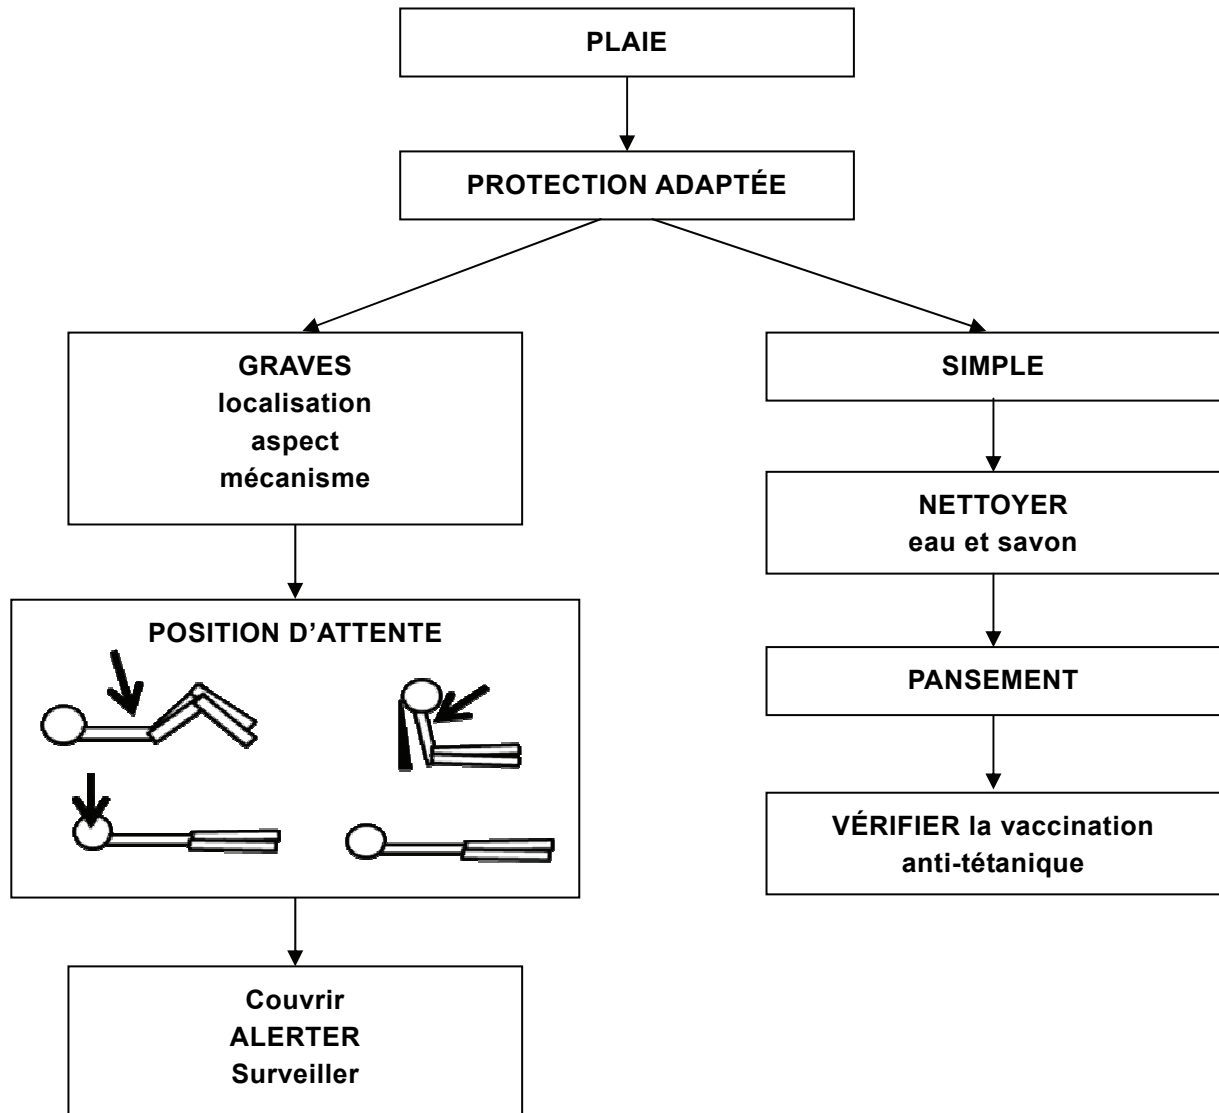 PLAIE
PROTECTION ADAPTÉE
GRAVES
localisation
aspect
mécanisme
POSITION D’ATTENTE
Couvrir
ALERTER
Surveiller
SIMPLE
NETTOYER
eau et savon
PANSEMENT
VÉRIFIER la vaccination
anti-tétanique